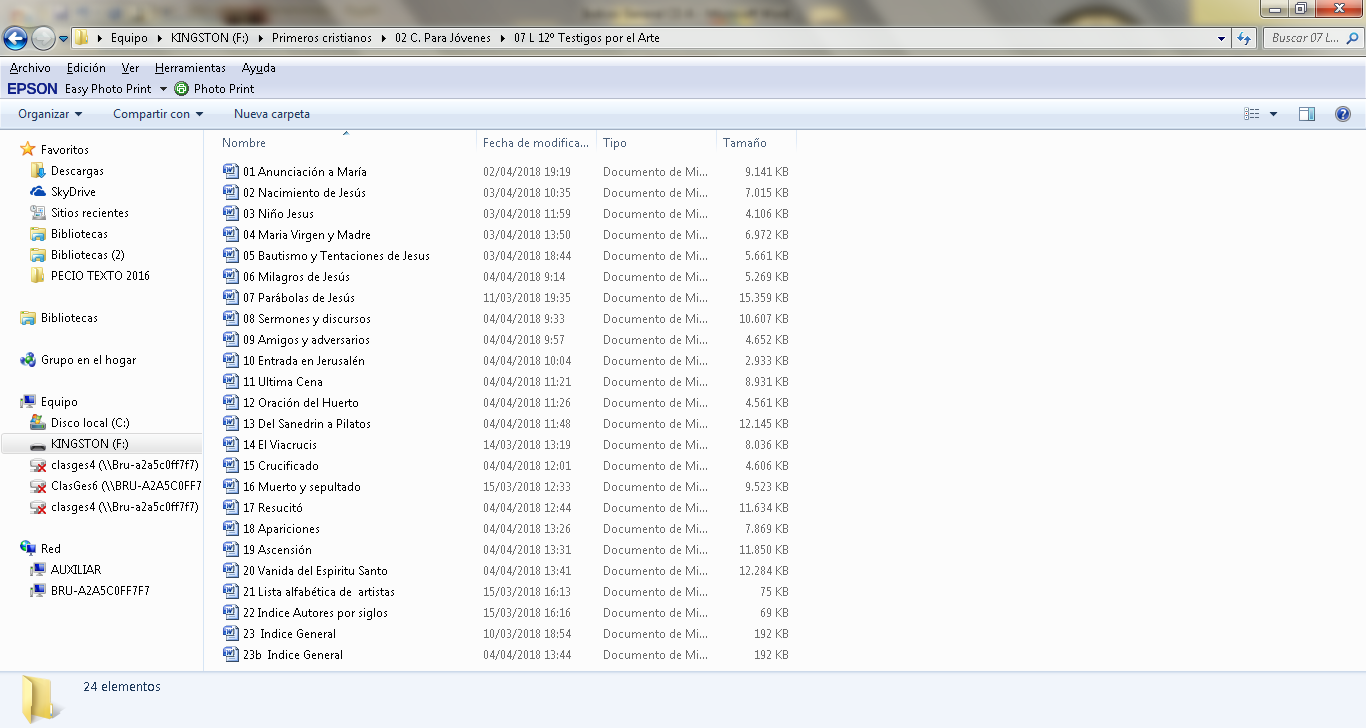 Equipo KINGSTON (F:) Primeros cristianos 02 C. Para Jóvenes 07 L 12º Testigos por el Arte Buscar 07 L...
Archivo Edición Ver Herramientas Ayuda
EPSON Easy Photo Print Photo Print
Organizar Compartir con Nueva carpeta
Favoritos
Descargas
SkyDrive
Sitios recientes
Bibliotecas
Bibliotecas (2)
PECIO TEXTO 2016
Bibliotecas
Grupo en el hogar
Equipo
Disco local (C:)
KINGSTON (F:)
clasges4 (\\Bru-a2a5c0ff7f7)
ClasGes6 (\\BRU-A2A5C0FF7
clasges4 (\\Bru-a2a5c0ff7f7)
Red
AUXILIAR
BRU-A2A5C0FF7F7
Nombre Fecha de modifica... Tipo Tamaño
01 Anunciación a María 02/04/2018 19:19 Documento de Mi... 9.141 KB
02 Nacimiento de Jesús 03/04/2018 10:35 Documento de Mi... 7.015 KB
03 Niño Jesus 03/04/2018 11:59 Documento de Mi... 4.106 KB
04 Maria Virgen y Madre 03/04/2018 13:50 Documento de Mi... 6.972 KB
05 Bautismo y Tentaciones de Jesus 03/04/2018 18:44 Documento de Mi... 5.661 KB
06 Milagros de Jesús 04/04/2018 9:14 Documento de Mi... 5.269 KB
07 Parábolas de Jesús 11/03/2018 19:35 Documento de Mi... 15.359 KB
08 Sermones y discursos 04/04/2018 9:33 Documento de Mi... 10.607 KB
09 Amigos y adversarios 04/04/2018 9:57 Documento de Mi... 4.652 KB
10 Entrada en Jerusalén 04/04/2018 10:04 Documento de Mi... 2.933 KB
11 Ultima Cena 04/04/2018 11:21 Documento de Mi... 8.931 KB
12 Oración del Huerto 04/04/2018 11:26 Documento de Mi... 4.561 KB
13 Del Sanedrin a Pilatos 04/04/2018 11:48 Documento de Mi... 12.145 KB
14 El Viacrucis 14/03/2018 13:19 Documento de Mi... 8.036 KB
15 Crucificado 04/04/2018 12:01 Documento de Mi... 4.606 KB
16 Muerto y sepultado 15/03/2018 12:33 Documento de Mi... 9.523 KB
17 Resucitó 04/04/2018 12:44 Documento de Mi... 11.634 KB
18 Apariciones 04/04/2018 13:26 Documento de Mi... 7.869 KB
19 Ascensión 04/04/2018 13:31 Documento de Mi... 11.850 KB
20 Vanida del Espiritu Santo 04/04/2018 13:41 Documento de Mi... 12.284 KB
21 Lista alfabética de artistas 15/03/2018 16:13 Documento de Mi... 75 KB
22 Indice Autores por siglos 15/03/2018 16:16 Documento de Mi... 69 KB
23 Indice General 10/03/2018 18:54 Documento de Mi... 192 KB
23b Indice General 04/04/2018 13:44 Documento de Mi... 192 KB
24 elementos